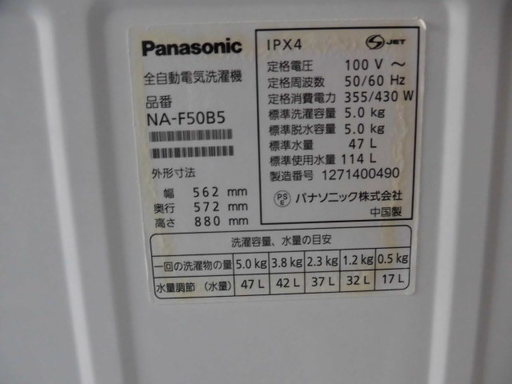 Panasonic
全自動電気洗濯機
品番
NA-F50B5
外形寸法
幅 562 mm
奥行 572 mm
高さ 880 mm
IPX4 S JET
定格電圧 100 V ~
定格周波数 50/60 Hz
定格消費電力 355/430 W
標準洗濯容量 5.0 kg
標準脱水容量 5.0 kg
標準水量 47 L
標準使用水量 114 L
製造番号 1271400490
PS E パナソニック株式会社
中国製
洗濯容量、水量の目安
一回の洗濯物の量 5.0 kg 3.8 kg 2.3 kg 1.2 kg 0.5 kg
水量調節 (水量) 47 L 42 L 37 L 32 L 17 L